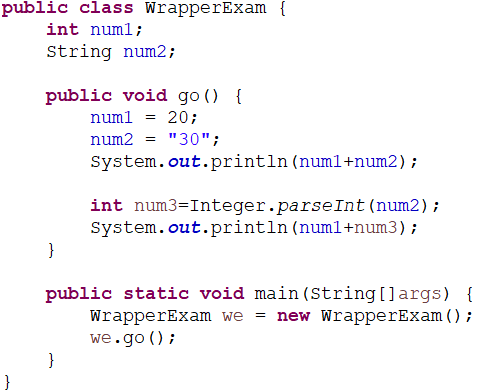 public class WrapperExam {
    int num1;
    String num2;

    public void go() {
        num1 = 20;
        num2 = "30";
        System.out.println(num1+num2);

        int num3=Integer.parseInt(num2);
        System.out.println(num1+num3);
    }

    public static void main(String[]args) {
        WrapperExam we = new WrapperExam();
        we.go();
    }
}